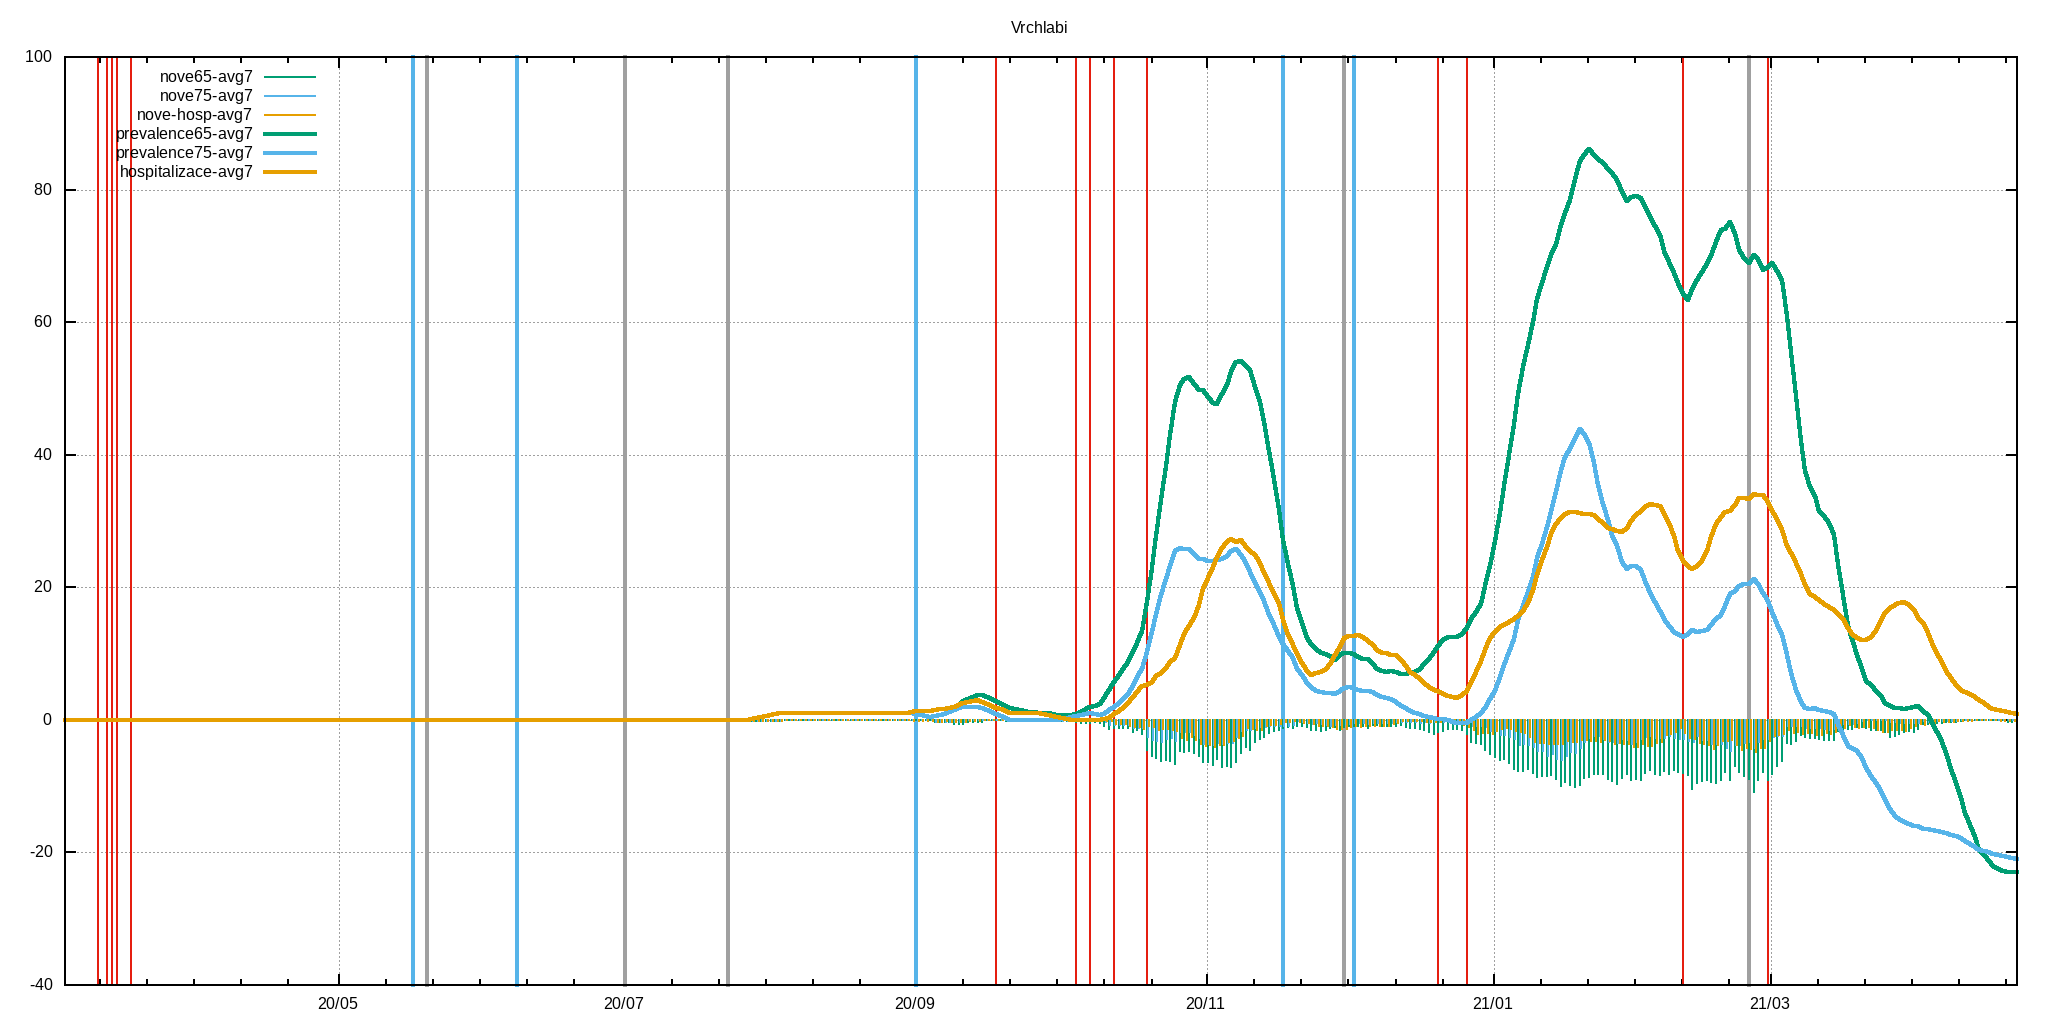 Vrchlabi
100
80
60
40
20
0
-20
-40
nove65-avg7
nove75-avg7
nove-hosp-avg7
prevalence65-avg7
prevalence75-avg7
hospitalizace-avg7
20/05 20/07 20/09 20/11 21/01 21/03